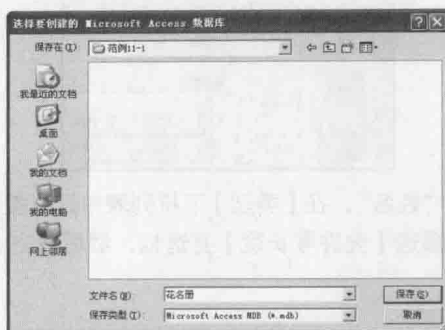 选择要创建的 Microsoft Access 数据库
保存在(I):
范例11-1
我最近的文档
桌面
我的文档
我的电脑
网上邻居
文件名(N):
花名册
保存(S)
保存类型(T):
Microsoft Access MDB (*.mdb)
取消